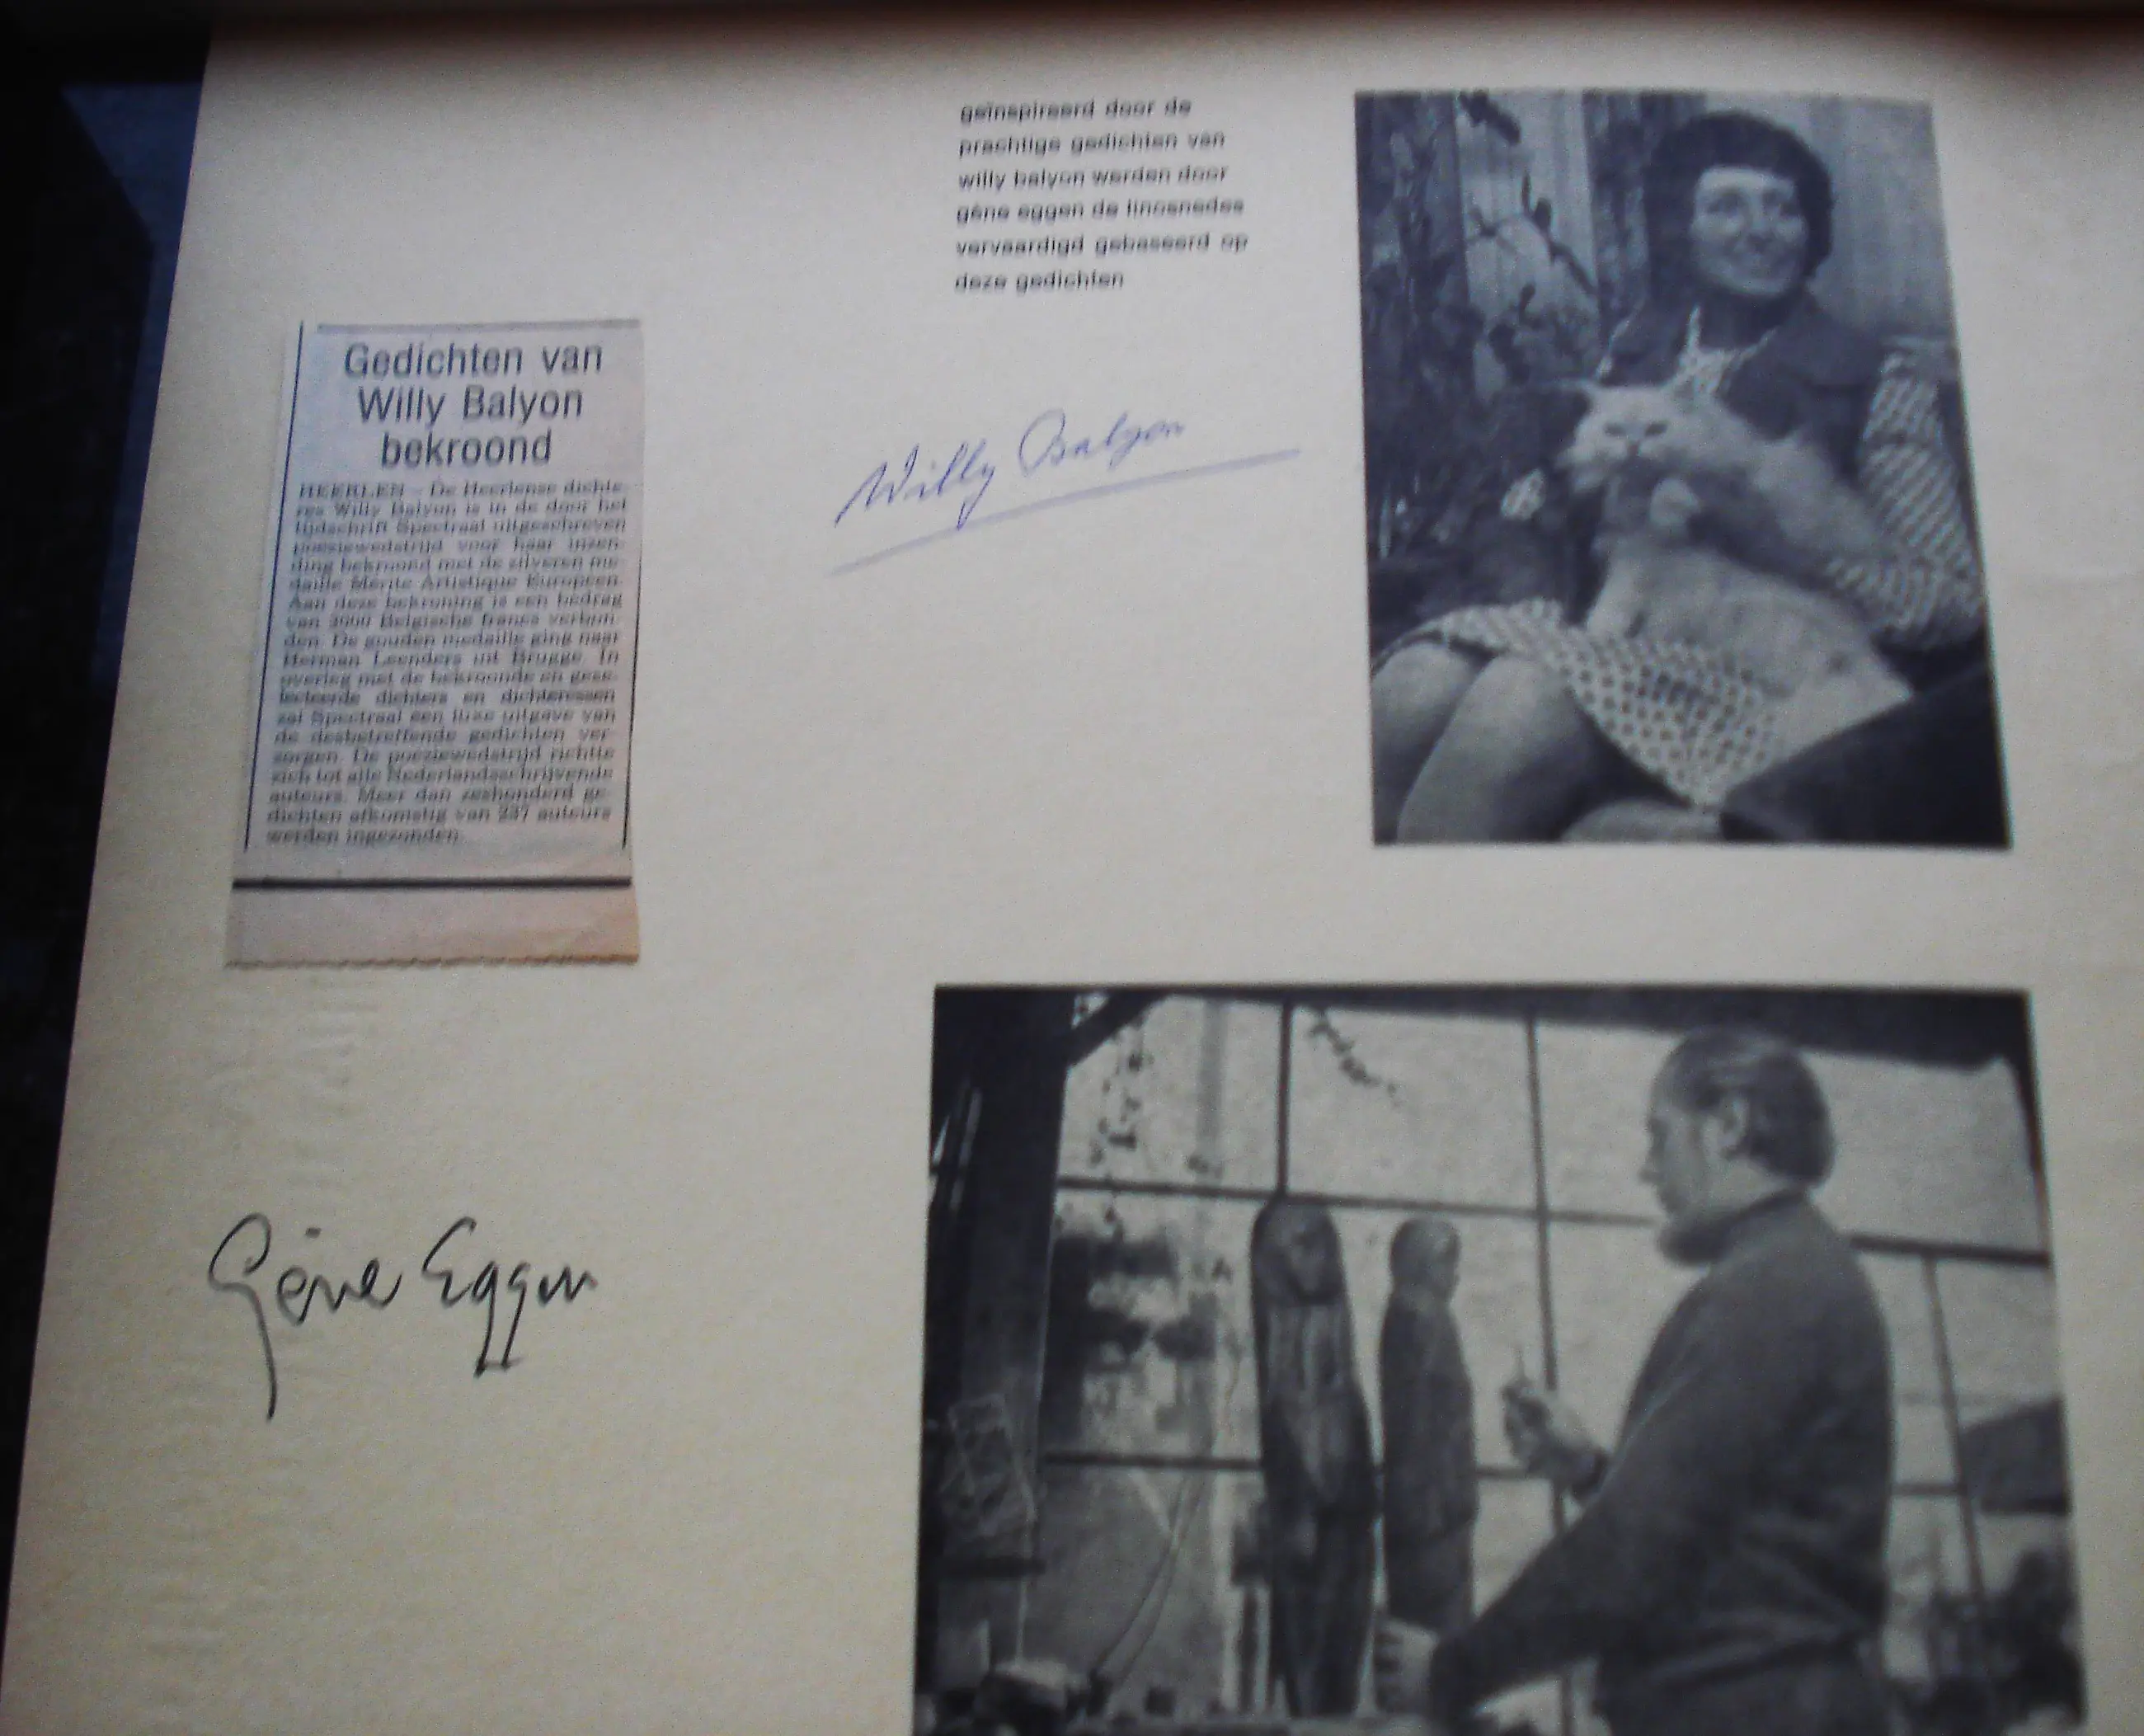 geïnspireerd door de
prachtige gedichten van
willy balyon werden door
gène eggen de linosnedes
vervaardigd gebaseerd op
deze gedichten
Gedichten van
Willy Balyon
bekroond
HEERLEN – De Heerlense dichte-
res Willy Balyon is in de door het
tijdschrift Spectraal uitgeschreven
poëziewedstrijd voor haar inzen-
ding bekroond met de zilveren me-
daille Mérite Artistique Européen.
Aan deze bekroning is een bedrag
van 3000 Belgische francs verbon-
den. De gouden medaille ging naar
Herman Leenders uit Brugge. In
overleg met de bekroonde en gese-
lecteerde dichters en dichteressen
zal Spectraal een luxe uitgave van
de desbetreffende gedichten ver-
zorgen. De poëziewedstrijd richtte
zich tot alle Nederlandsschrijvende
auteurs. Meer dan zeshonderd ge-
dichten afkomstig van 237 auteurs
werden ingezonden.
Willy Balyon
Gène Eggen